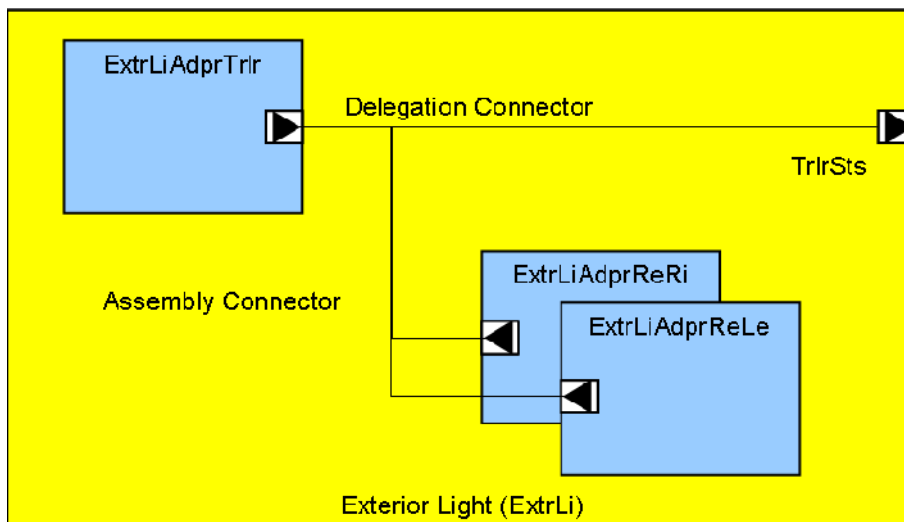 ExtrLiAdprTrlr
Delegation Connector
TrlrSts
ExtrLiAdprReRi
Assembly Connector
ExtrLiAdprReLe
Exterior Light (ExtrLi)